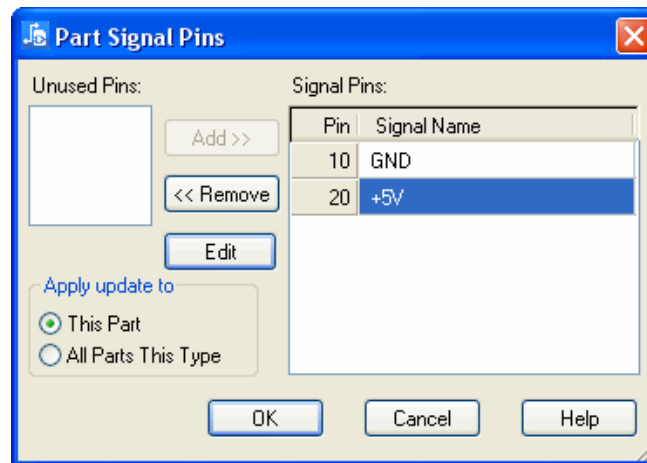 Part Signal Pins
Unused Pins:
Signal Pins:
Add >>
<< Remove
Edit
Pin Signal Name
10 GND
20 +5V
Apply update to
This Part
All Parts This Type
OK Cancel Help